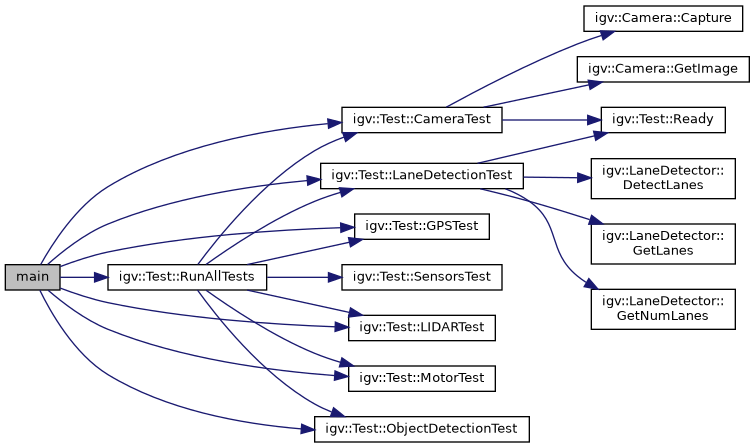 main
igv::Test::RunAllTests
igv::Test::CameraTest
igv::Test::LaneDetectionTest
igv::Test::GPSTest
igv::Test::SensorsTest
igv::Test::LIDARTest
igv::Test::MotorTest
igv::Test::ObjectDetectionTest
igv::Camera::Capture
igv::Camera::GetImage
igv::Test::Ready
igv::LaneDetector::
DetectLanes
igv::LaneDetector::
GetLanes
igv::LaneDetector::
GetNumLanes